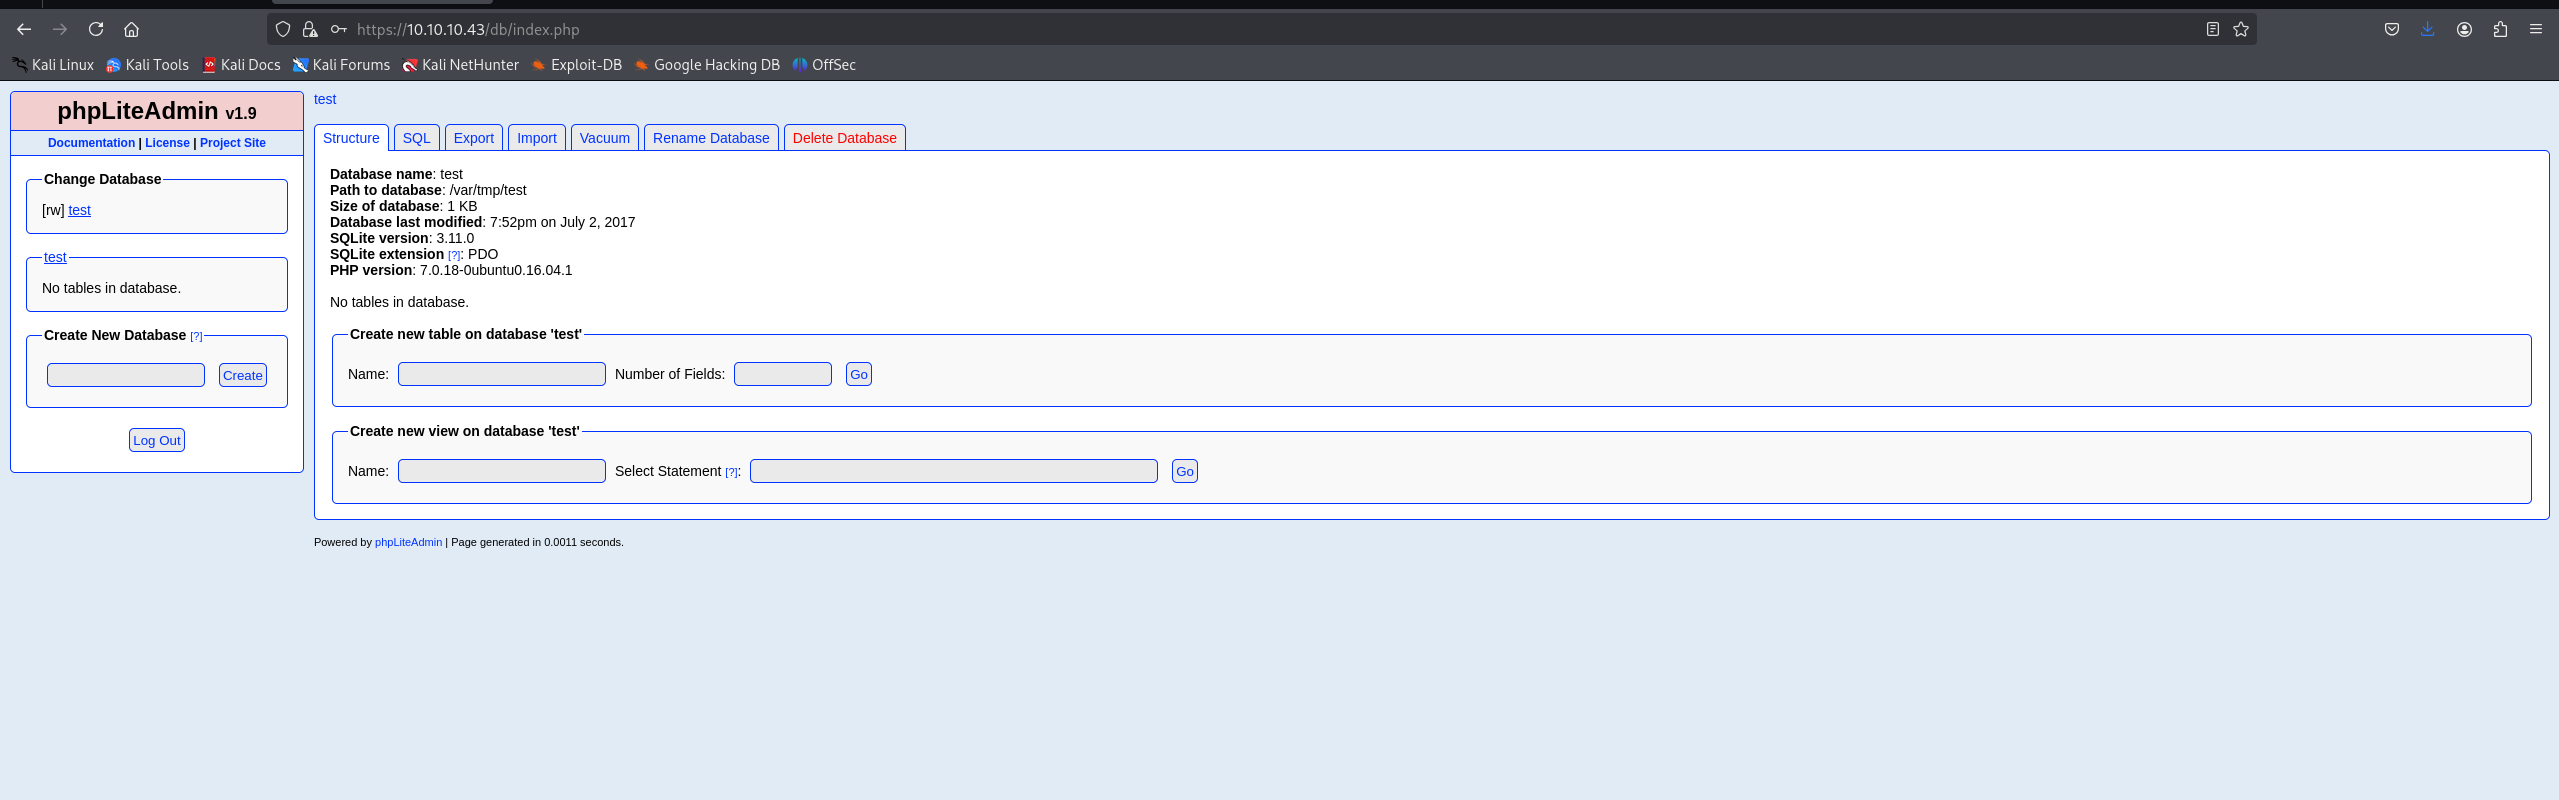 https://10.10.10.43/db/index.php
Kali Linux Kali Tools Kali Docs Kali Forums Kali NetHunter Exploit-DB Google Hacking DB OffSec
phpLiteAdmin v1.9
Documentation | License | Project Site
Change Database
[rw] test
test
No tables in database.
Create New Database [?]
Create
Log Out
test
Structure SQL Export Import Vacuum Rename Database Delete Database
Database name: test
Path to database: /var/tmp/test
Size of database: 1 KB
Database last modified: 7:52pm on July 2, 2017
SQLite version: 3.11.0
SQLite extension [?]: PDO
PHP version: 7.0.18-0ubuntu0.16.04.1
No tables in database.
Create new table on database 'test'
Name: Number of Fields: Go
Create new view on database 'test'
Name: Select Statement [?]: Go
Powered by phpLiteAdmin | Page generated in 0.0011 seconds.